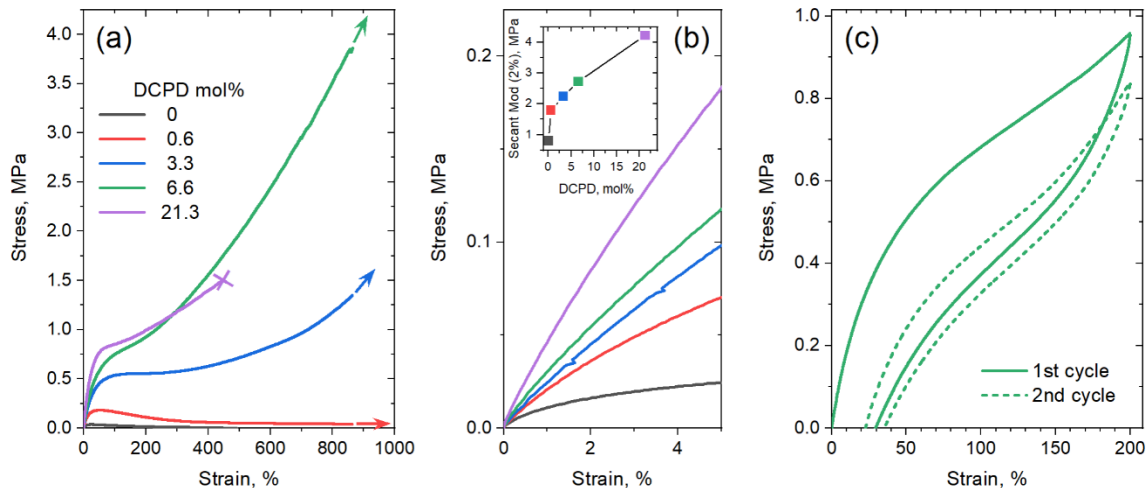 (a)
DCPD mol%
0
0.6
3.3
6.6
21.3
Stress, MPa
4.0
3.5
3.0
2.5
2.0
1.5
1.0
0.5
0.0
0 200 400 600 800 1000
Strain, %
(b)
Secant Mod (2%), MPa
4
3
2
1
0 5 10 15 20
DCPD, mol%
Stress, MPa
0.2
0.1
0.0
0 2 4
Strain, %
(c)
Stress, MPa
1.0
0.8
0.6
0.4
0.2
0.0
0 50 100 150 200
Strain, %
1st cycle
2nd cycle